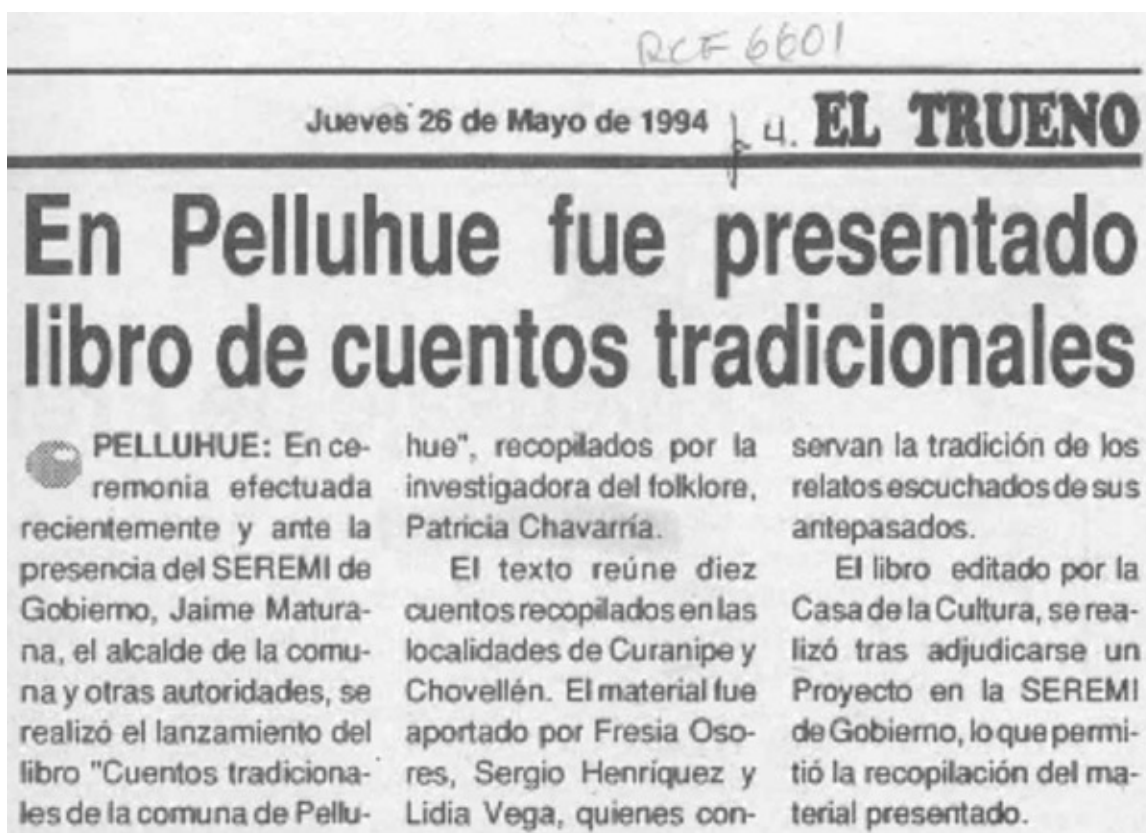 RCF 6601
Jueves 26 de Mayo de 1994 p. 4. EL TRUENO
En Pelluhue fue presentado
libro de cuentos tradicionales
PELLUHUE: En ce-
remonia efectuada
recientemente y ante la
presencia del SEREMI de
Gobierno, Jaime Matura-
na, el alcalde de la comu-
na y otras autoridades, se
realizó el lanzamiento del
libro "Cuentos tradiciona-
les de la comuna de Pellu-
hue", recopilados por la
investigadora del folklore,
Patricia Chavarría.
El texto reúne diez
cuentos recopilados en las
localidades de Curanipe y
Chovellén. El material fue
aportado por Fresia Oso-
res, Sergio Henríquez y
Lidia Vega, quienes con-
servan la tradición de los
relatos escuchados de sus
antepasados.
El libro editado por la
Casa de la Cultura, se rea-
lizó tras adjudicarse un
Proyecto en la SEREMI
de Gobierno, lo que permi-
tió la recopilación del ma-
terial presentado.